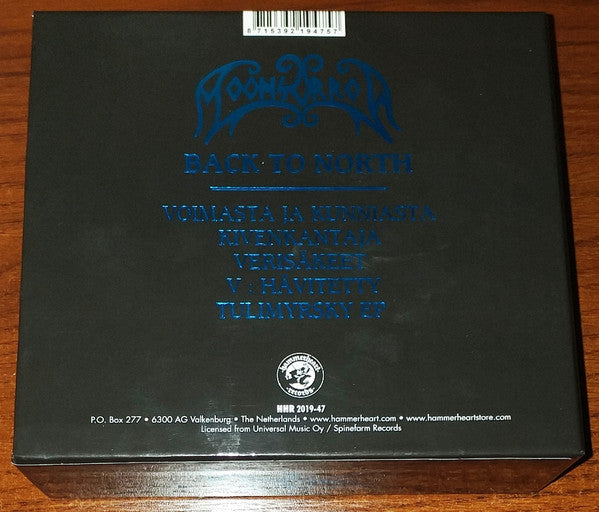 8 715392 194757
MOONSORROW
BACK TO NORTH
VOIMASTA JA KUNNIASTA
KIVENKANTAJA
VERISÄKEET
V : HÄVITETTY
TULIMYRSKY EP
hammerheart
records
HHR 2019-47
P.O. Box 277 • 6300 AG Valkenburg • The Netherlands • www.hammerheart.com • www.hammerheartstore.com
Licensed from Universal Music Oy / Spinefarm Records